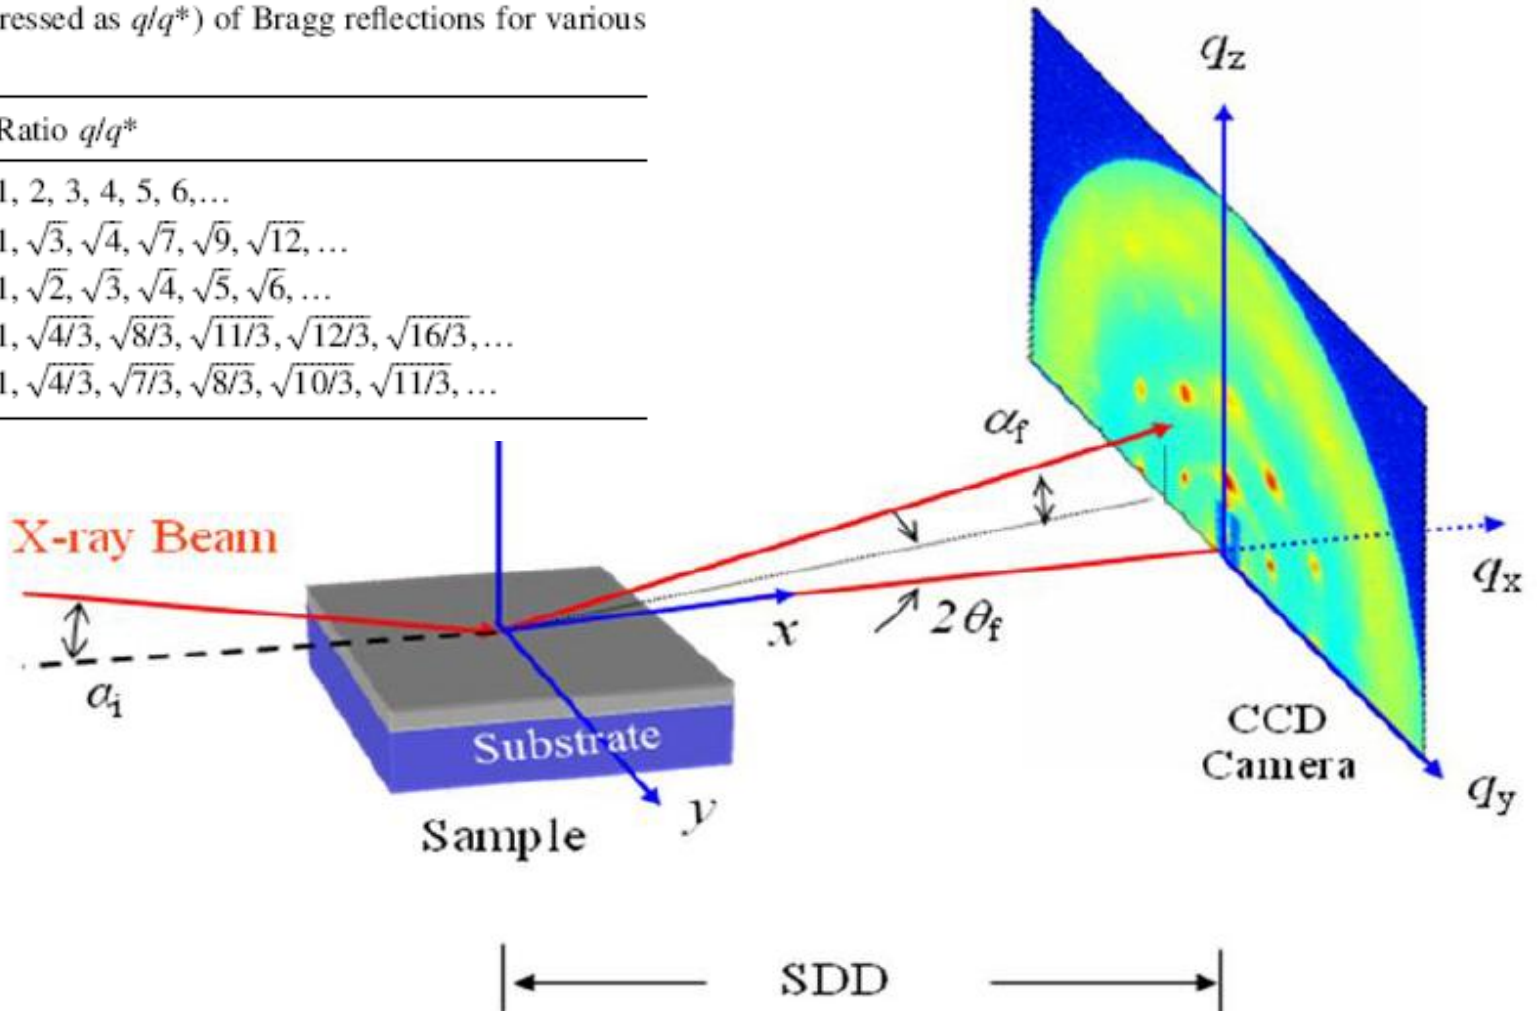 ressed as q/q*) of Bragg reflections for various
Ratio q/q*
1, 2, 3, 4, 5, 6,…
1, √3, √4, √7, √9, √12, …
1, √2, √3, √4, √5, √6, …
1, √4/3, √8/3, √11/3, √12/3, √16/3, …
1, √4/3, √7/3, √8/3, √10/3, √11/3, …
qz
αf
X-ray Beam
qx
x
2θf
αi
CCD
Camera
Substrate
qy
y
Sample
SDD